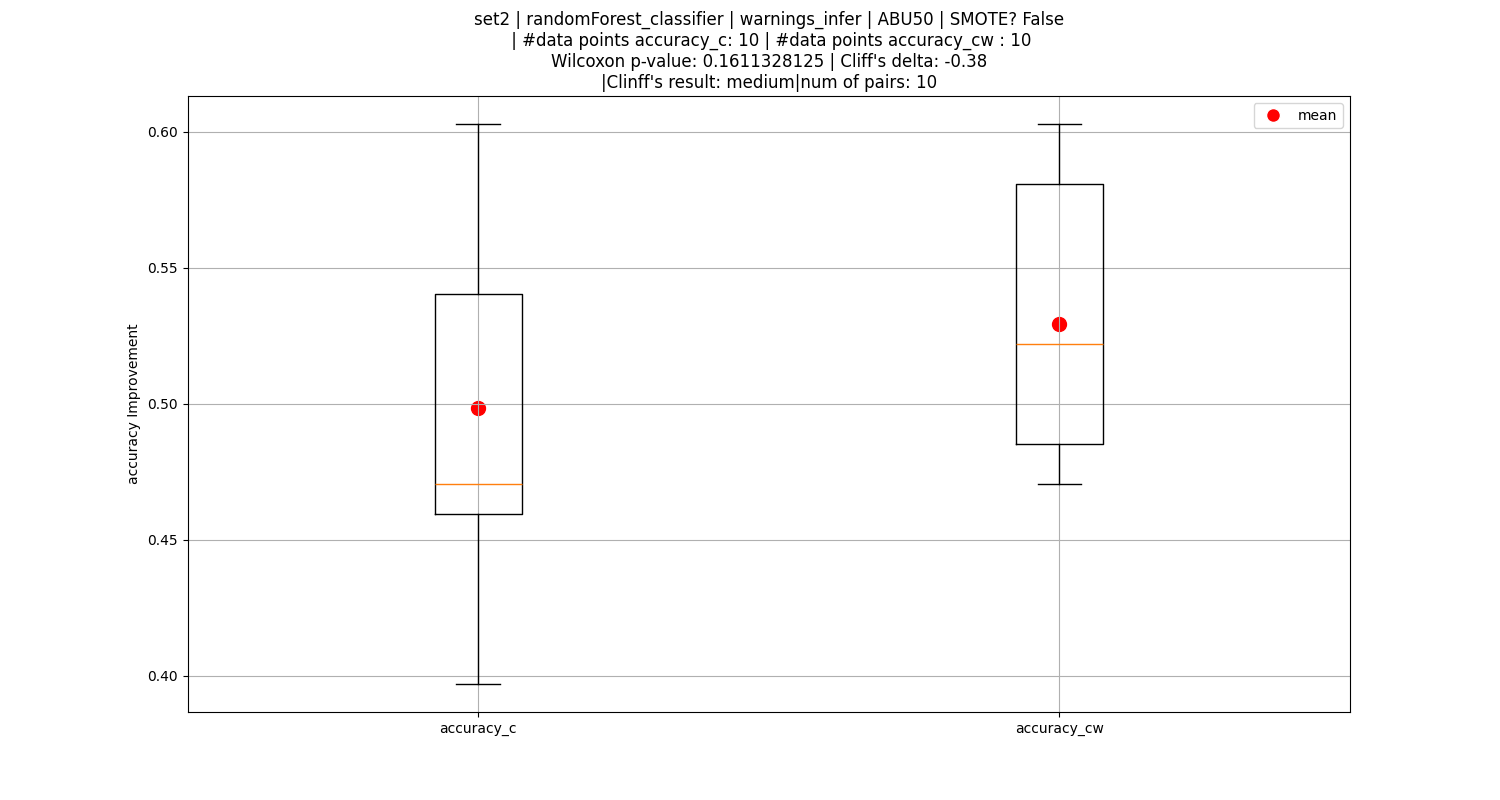 set2 | randomForest_classifier | warnings_infer | ABU50 | SMOTE? False
| #data points accuracy_c: 10 | #data points accuracy_cw : 10
Wilcoxon p-value: 0.1611328125 | Cliff's delta: -0.38
|Clinff's result: medium|num of pairs: 10
mean
0.60
0.55
0.50
0.45
0.40
accuracy Improvement
accuracy_c
accuracy_cw